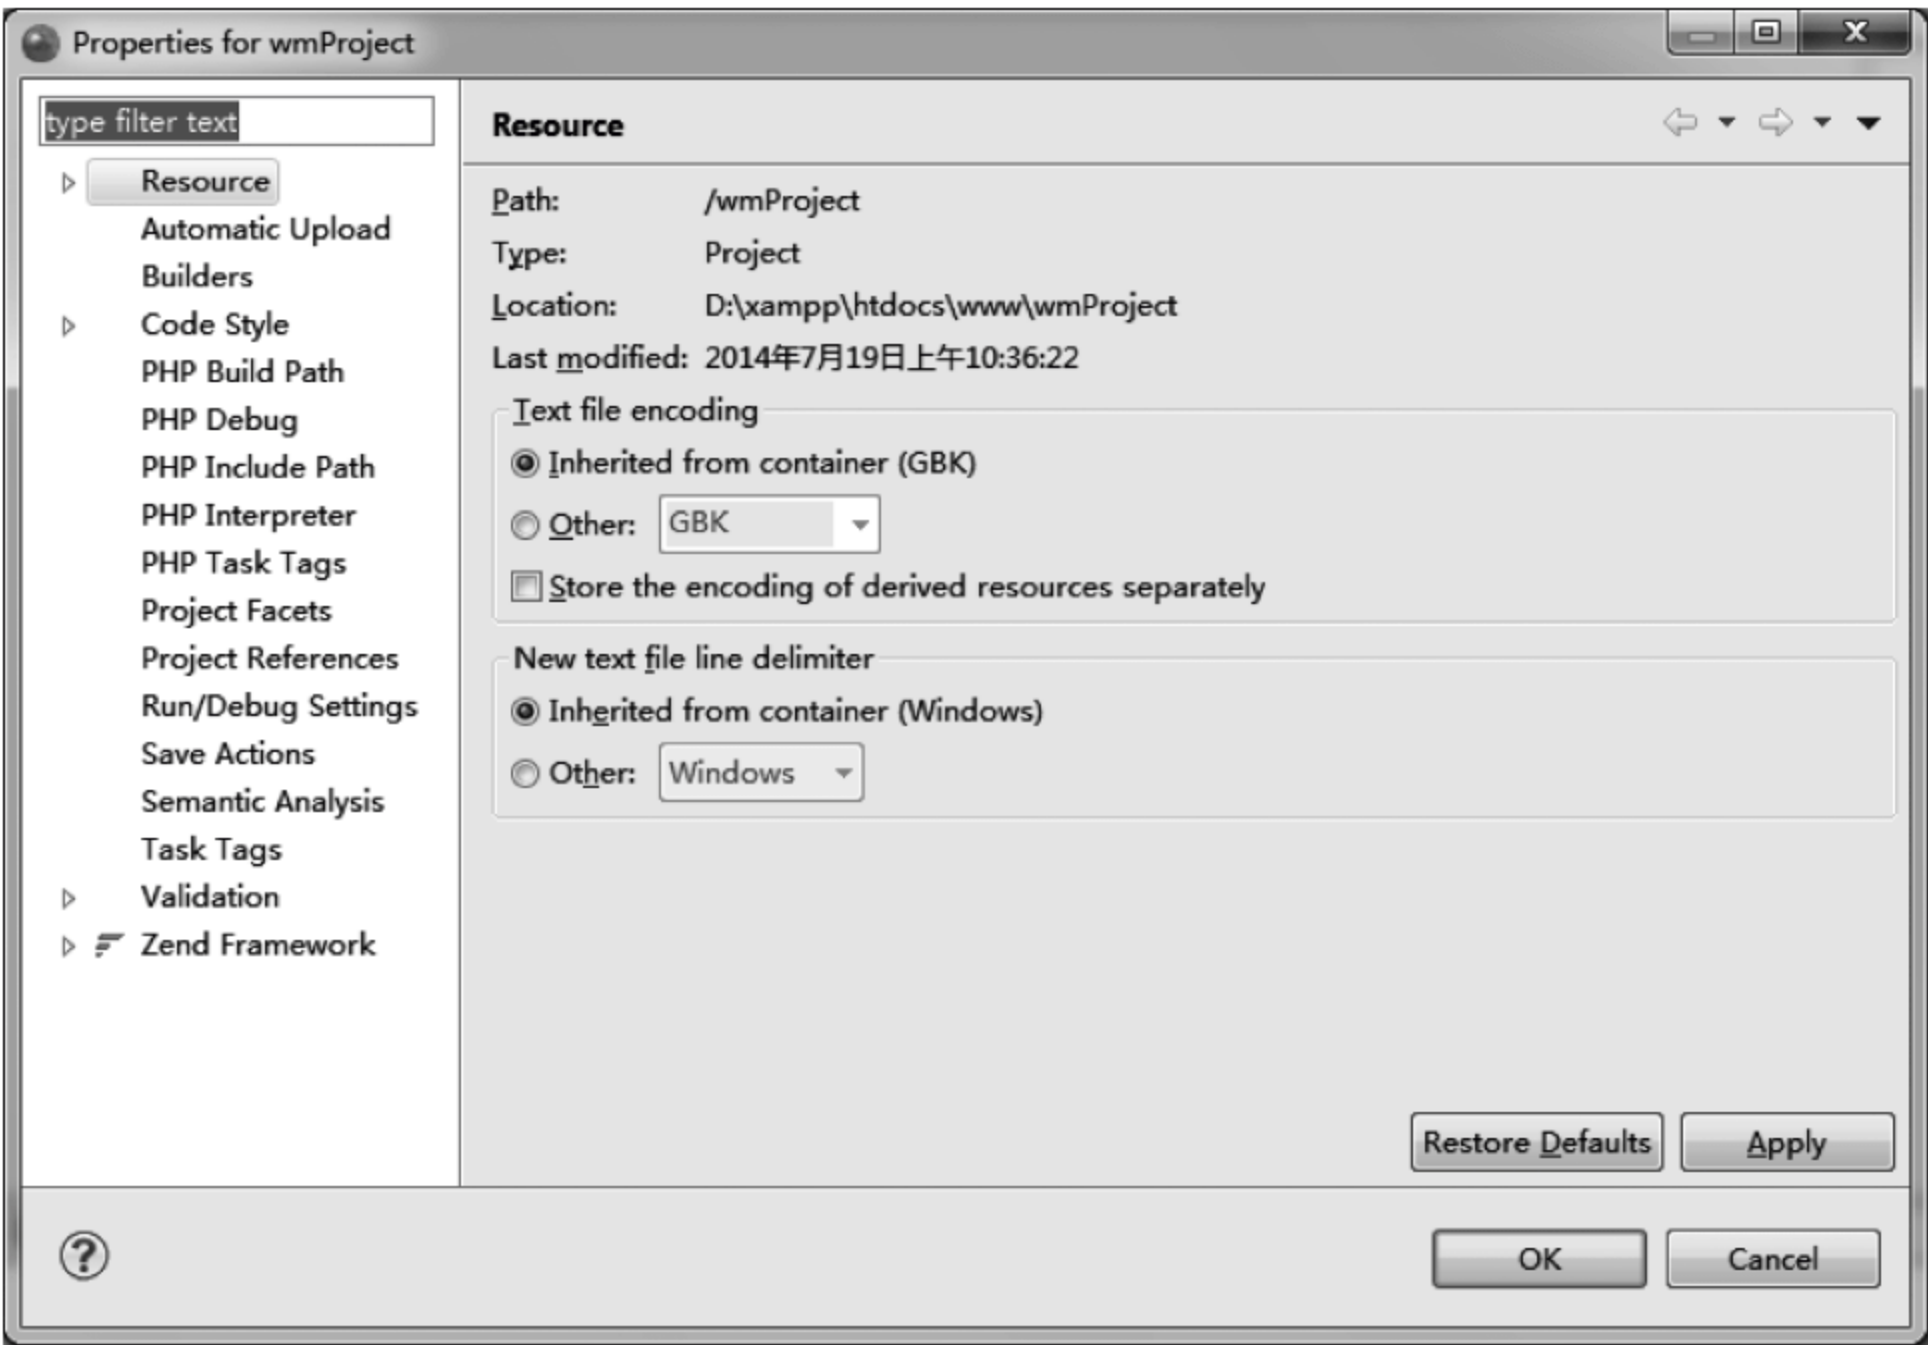 Properties for wmProject
type filter text
Resource
Automatic Upload
Builders
Code Style
PHP Build Path
PHP Debug
PHP Include Path
PHP Interpreter
PHP Task Tags
Project Facets
Project References
Run/Debug Settings
Save Actions
Semantic Analysis
Task Tags
Validation
Zend Framework
Resource
Path: /wmProject
Type: Project
Location: D:\xampp\htdocs\www\wmProject
Last modified: 2014年7月19日上午10:36:22
Text file encoding
Inherited from container (GBK)
Other: GBK
Store the encoding of derived resources separately
New text file line delimiter
Inherited from container (Windows)
Other: Windows
Restore Defaults
Apply
OK
Cancel